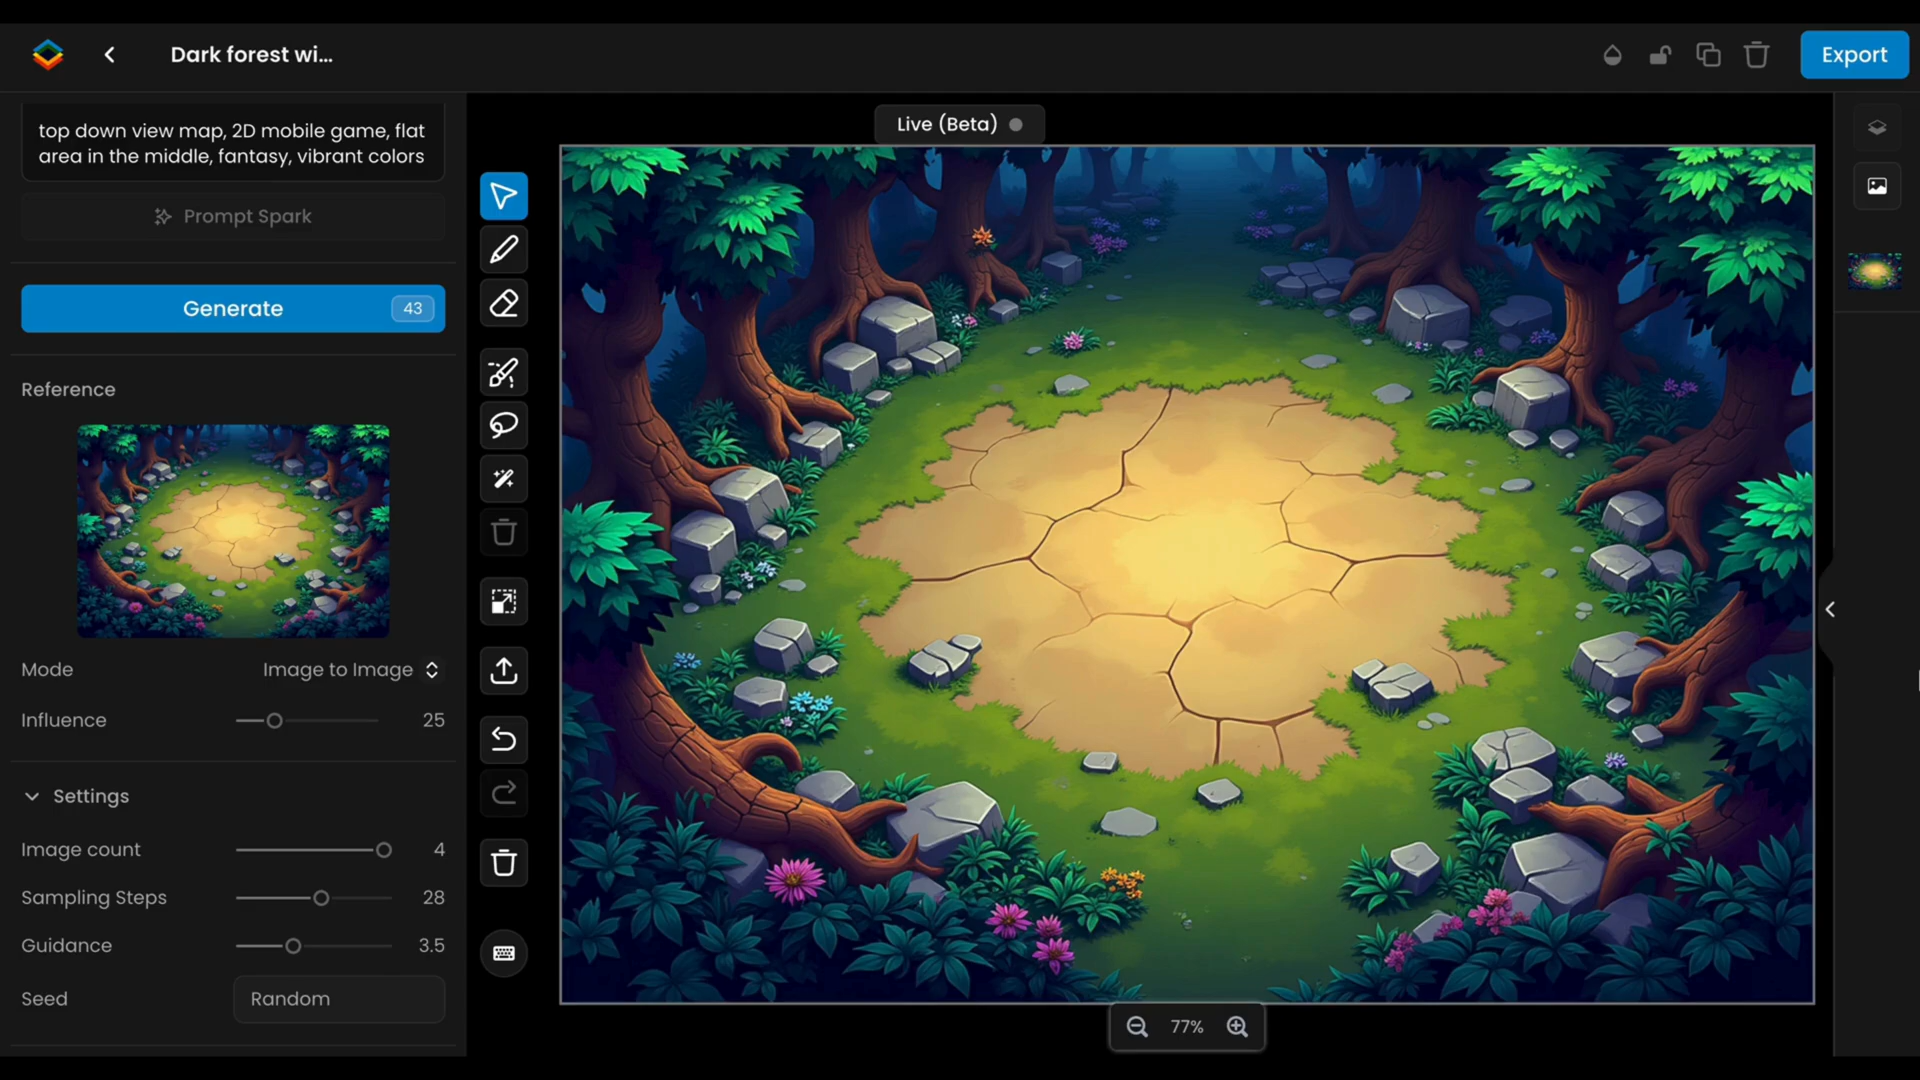 Dark forest wi...
Export
top down view map, 2D mobile game, flat
area in the middle, fantasy, vibrant colors
Prompt Spark
Generate 43
Reference
Mode Image to Image
Influence 25
Settings
Image count 4
Sampling Steps 28
Guidance 3.5
Seed Random
Live (Beta)
77%